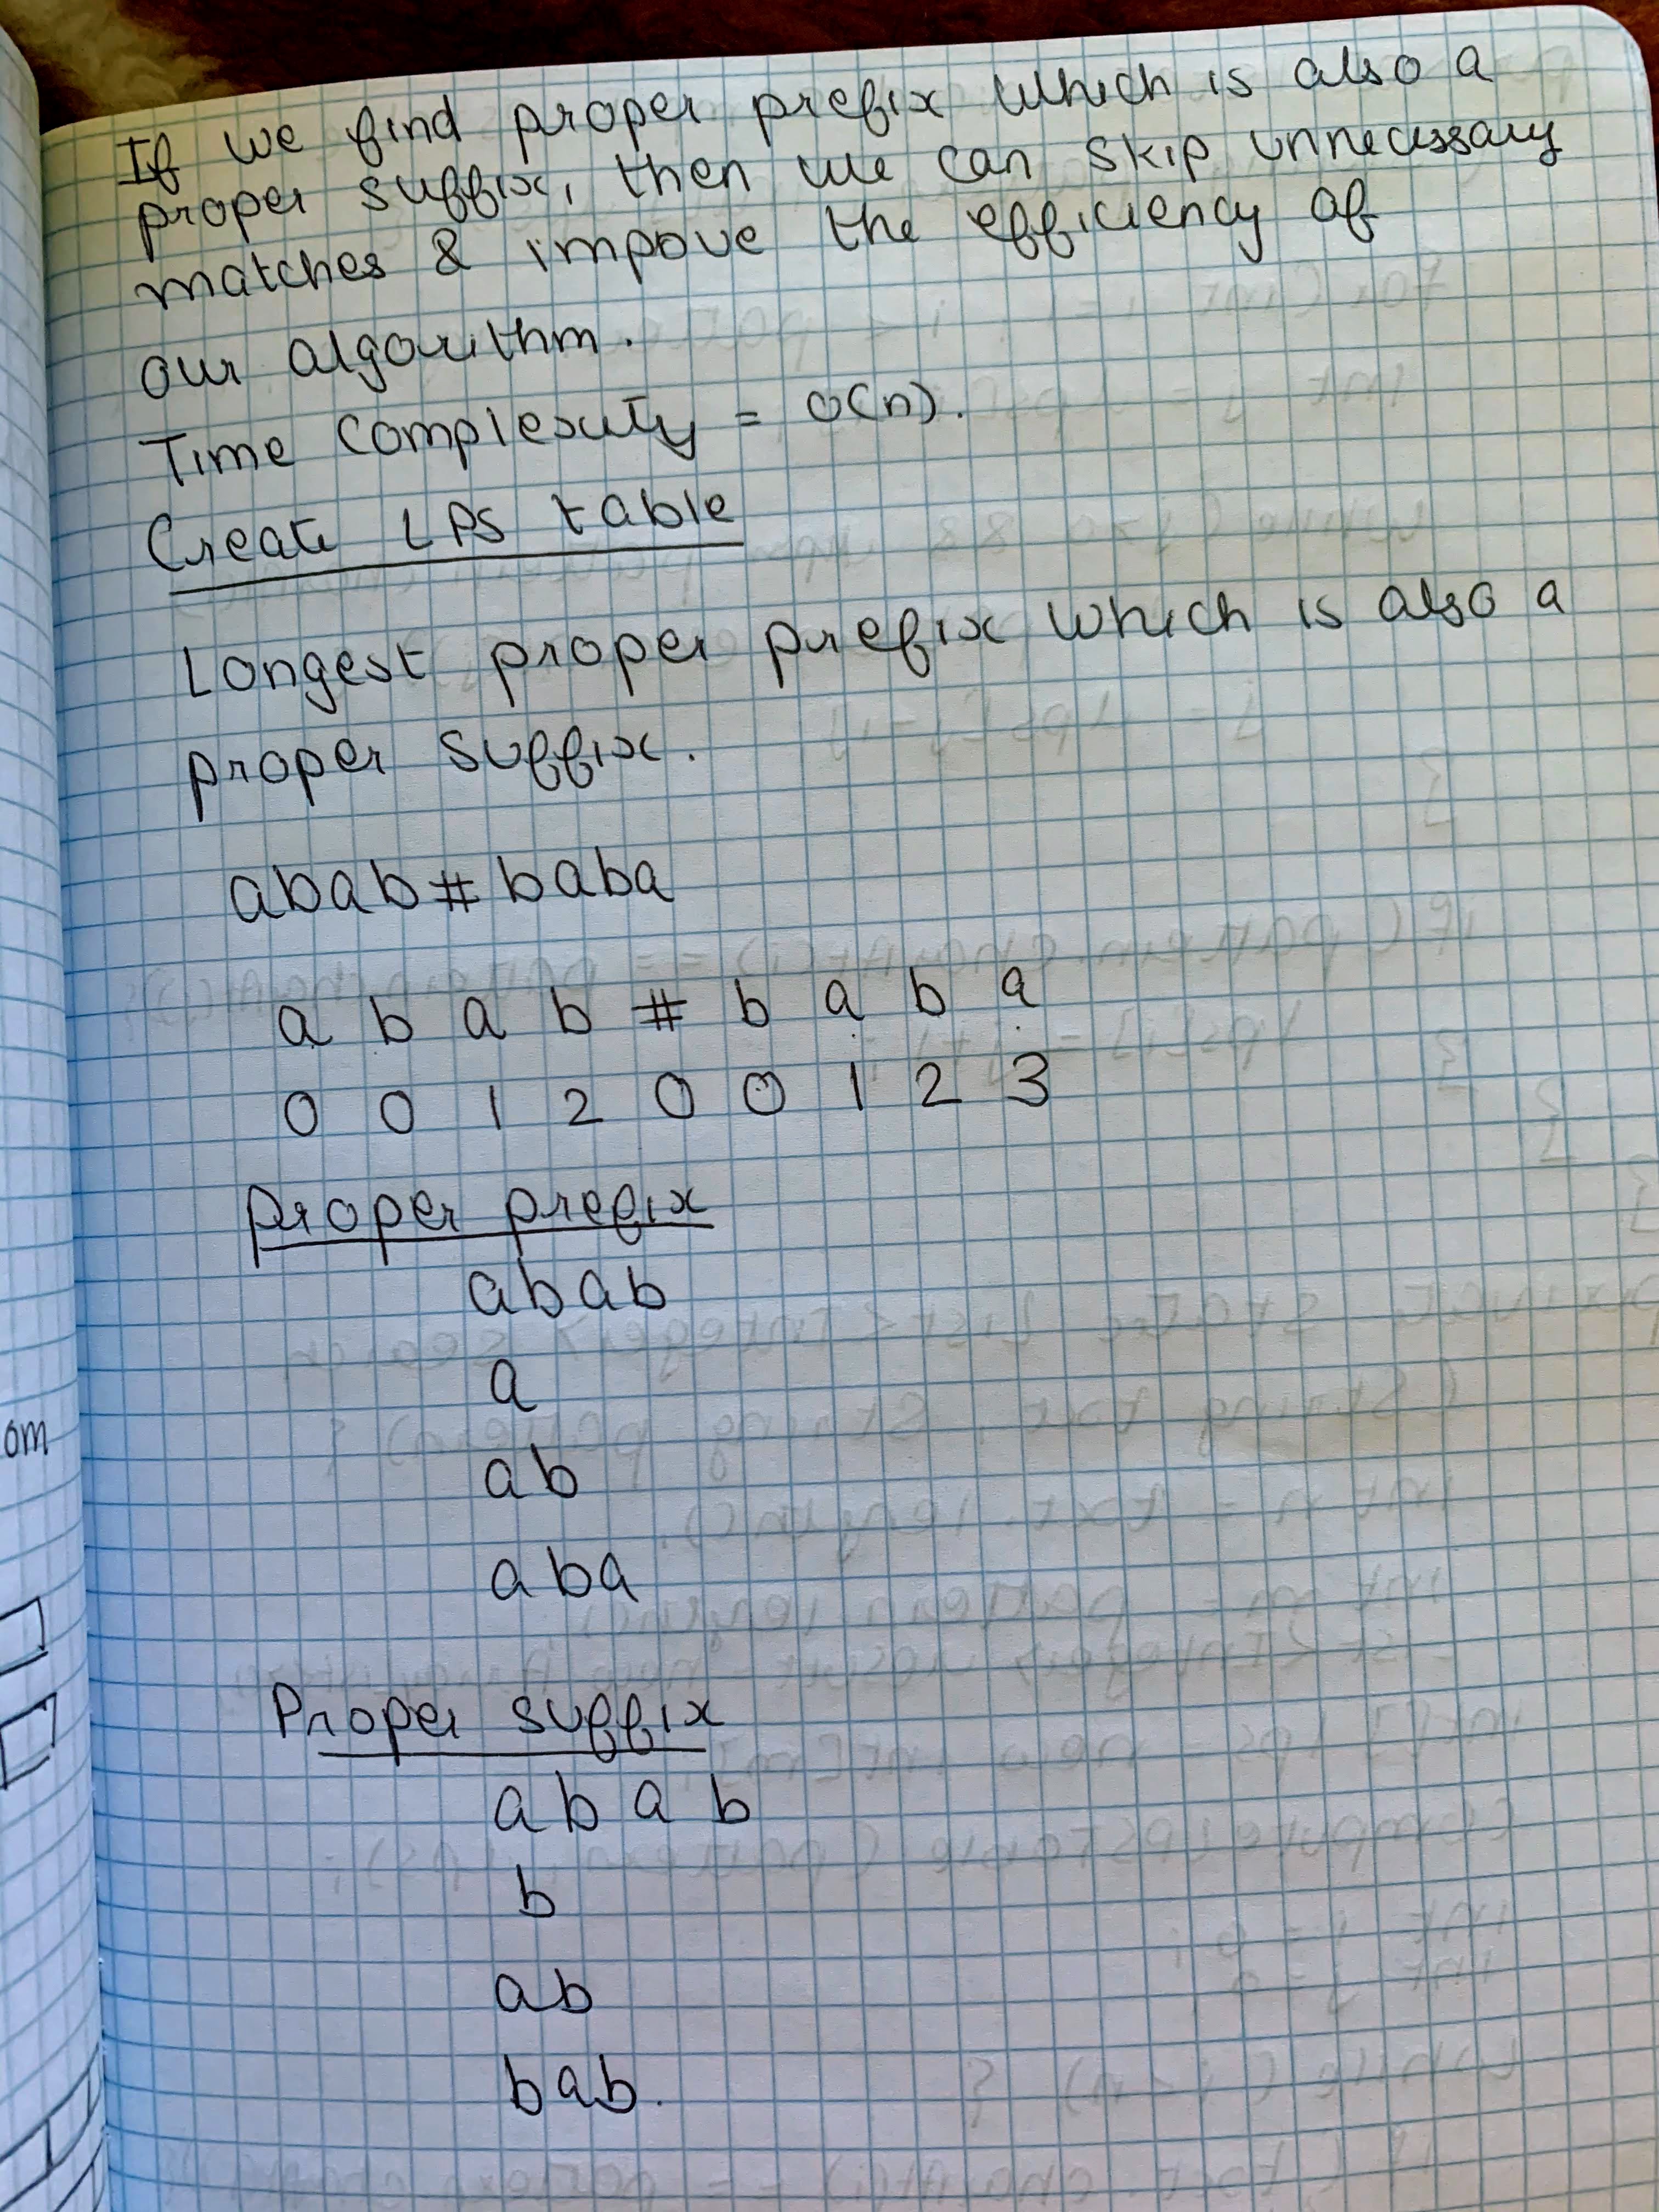 If we find proper prefix which is also a
proper suffix, then we can skip unnecessary
matches & impove the efficiency of
our algorithm.
Time complexity = O(n).
Create LPS table
Longest proper prefix which is also a
proper suffix.
abab#baba
a b a b # b a b a
0 0 1 2 0 0 1 2 3
proper prefix
abab
a
ab
aba
om
Proper suffix
a b a b
b
ab
bab.